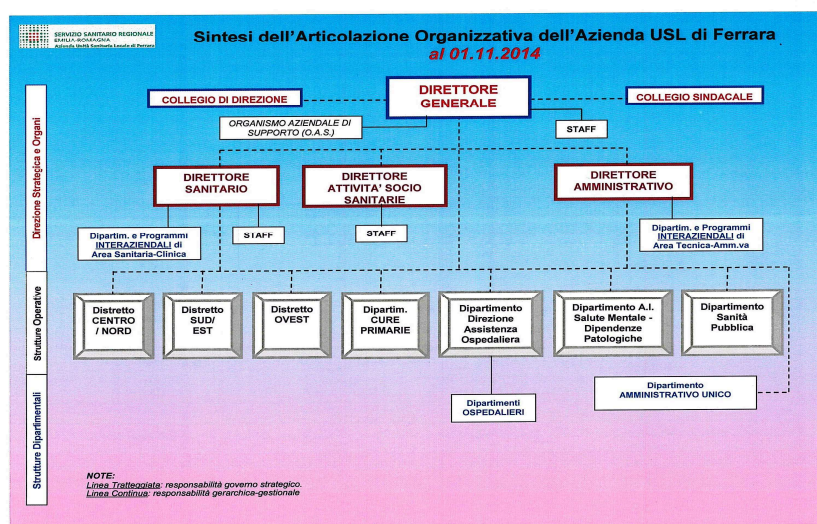 SERVIZIO SANITARIO REGIONALE
EMILIA-ROMAGNA
Azienda Unità Sanitaria Locale di Ferrara
Sintesi dell'Articolazione Organizzativa dell'Azienda USL di Ferrara
al 01.11.2014
DIRETTORE
GENERALE
COLLEGIO DI DIREZIONE
COLLEGIO SINDACALE
ORGANISMO AZIENDALE DI
SUPPORTO (O.A.S.)
STAFF
Direzione Strategica e Organi
DIRETTORE
SANITARIO
DIRETTORE
ATTIVITA' SOCIO
SANITARIE
DIRETTORE
AMMINISTRATIVO
Dipartim. e Programmi
INTERAZIENDALI di
Area Sanitaria-Clinica
STAFF
STAFF
Dipartim. e Programmi
INTERAZIENDALI di
Area Tecnica-Amm.va
Strutture Operative
Distretto
CENTRO
/ NORD
Distretto
SUD/
EST
Distretto
OVEST
Dipartim.
CURE
PRIMARIE
Dipartimento
Direzione
Assistenza
Ospedaliera
Dipartimento A.I.
Salute Mentale -
Dipendenze
Patologiche
Dipartimento
Sanità
Pubblica
Strutture Dipartimentali
Dipartimenti
OSPEDALIERI
Dipartimento
AMMINISTRATIVO UNICO
NOTE:
Linea Tratteggiata: responsabilità governo strategico.
Linea Continua: responsabilità gerarchica-gestionale